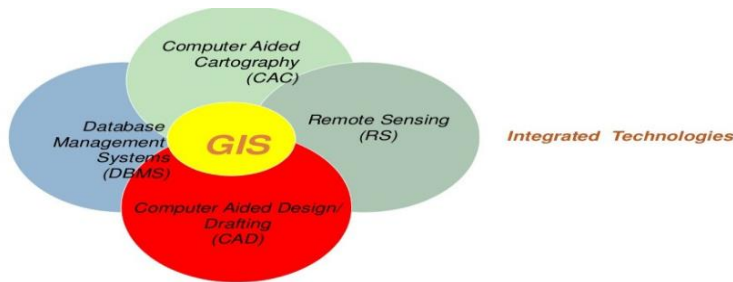 Computer Aided
Cartography
(CAC)
Database
Management
Systems
(DBMS)
GIS
Remote Sensing
(RS)
Integrated Technologies
Computer Aided Design/
Drafting
(CAD)